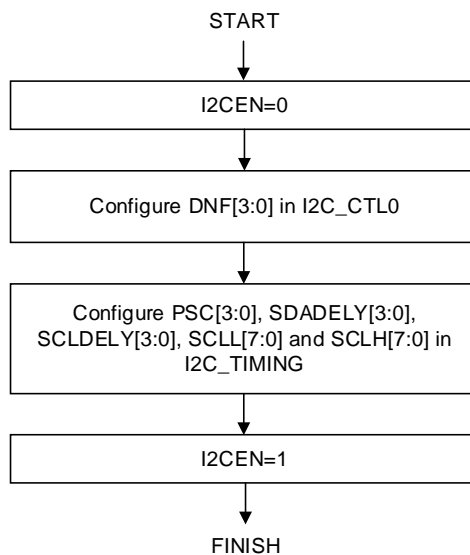 START
I2CEN=0
Configure DNF[3:0] in I2C_CTL0
Configure PSC[3:0], SDADELY[3:0],
SCLDELY[3:0], SCLL[7:0] and SCLH[7:0] in
I2C_TIMING
I2CEN=1
FINISH